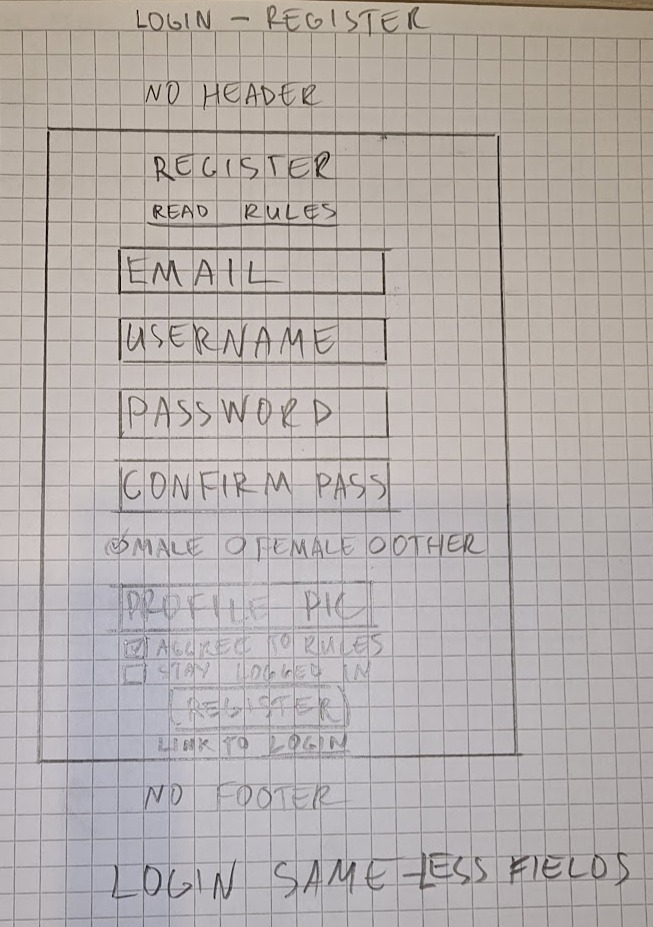 LOGIN - REGISTER
NO HEADER
REGISTER
READ RULES
EMAIL
USERNAME
PASSWORD
CONFIRM PASS
MALE FEMALE OTHER
PROFILE PIC
AGGREE TO RULES
STAY LOGGED IN
REGISTER
LINK TO LOGIN
NO FOOTER
LOGIN SAME - LESS FIELDS